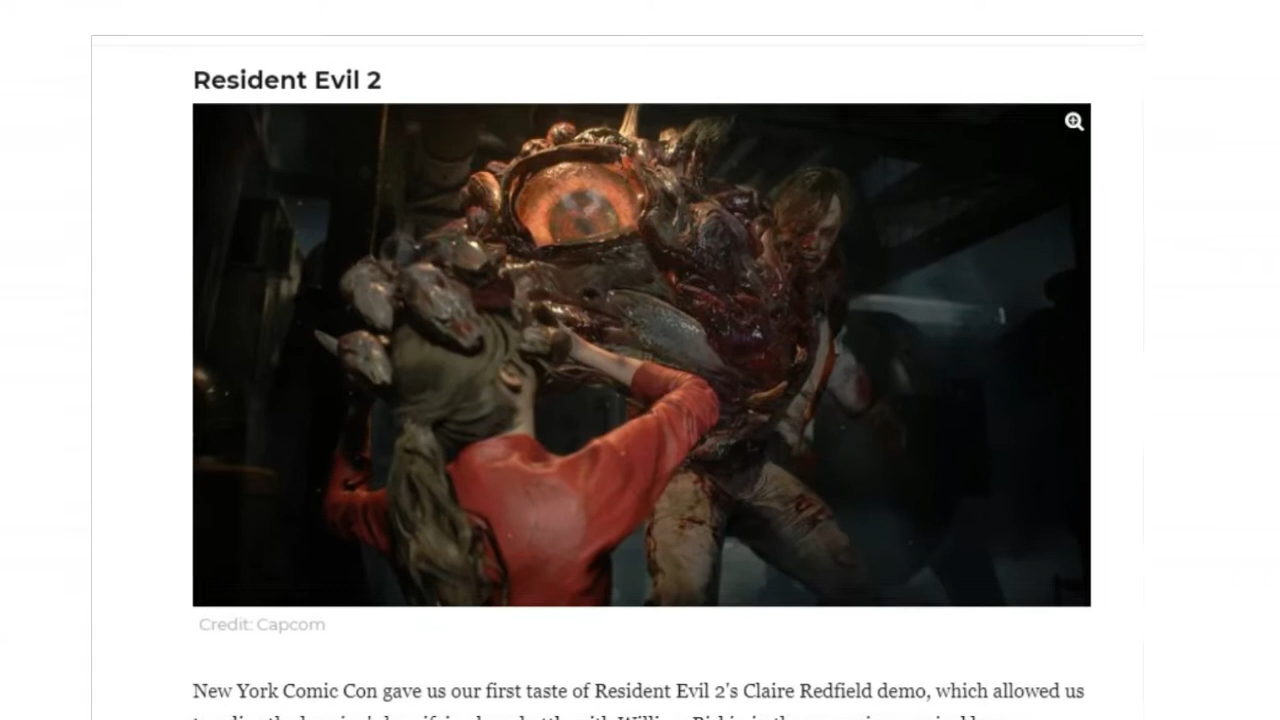 Resident Evil 2
Credit: Capcom
New York Comic Con gave us our first taste of Resident Evil 2's Claire Redfield demo, which allowed us